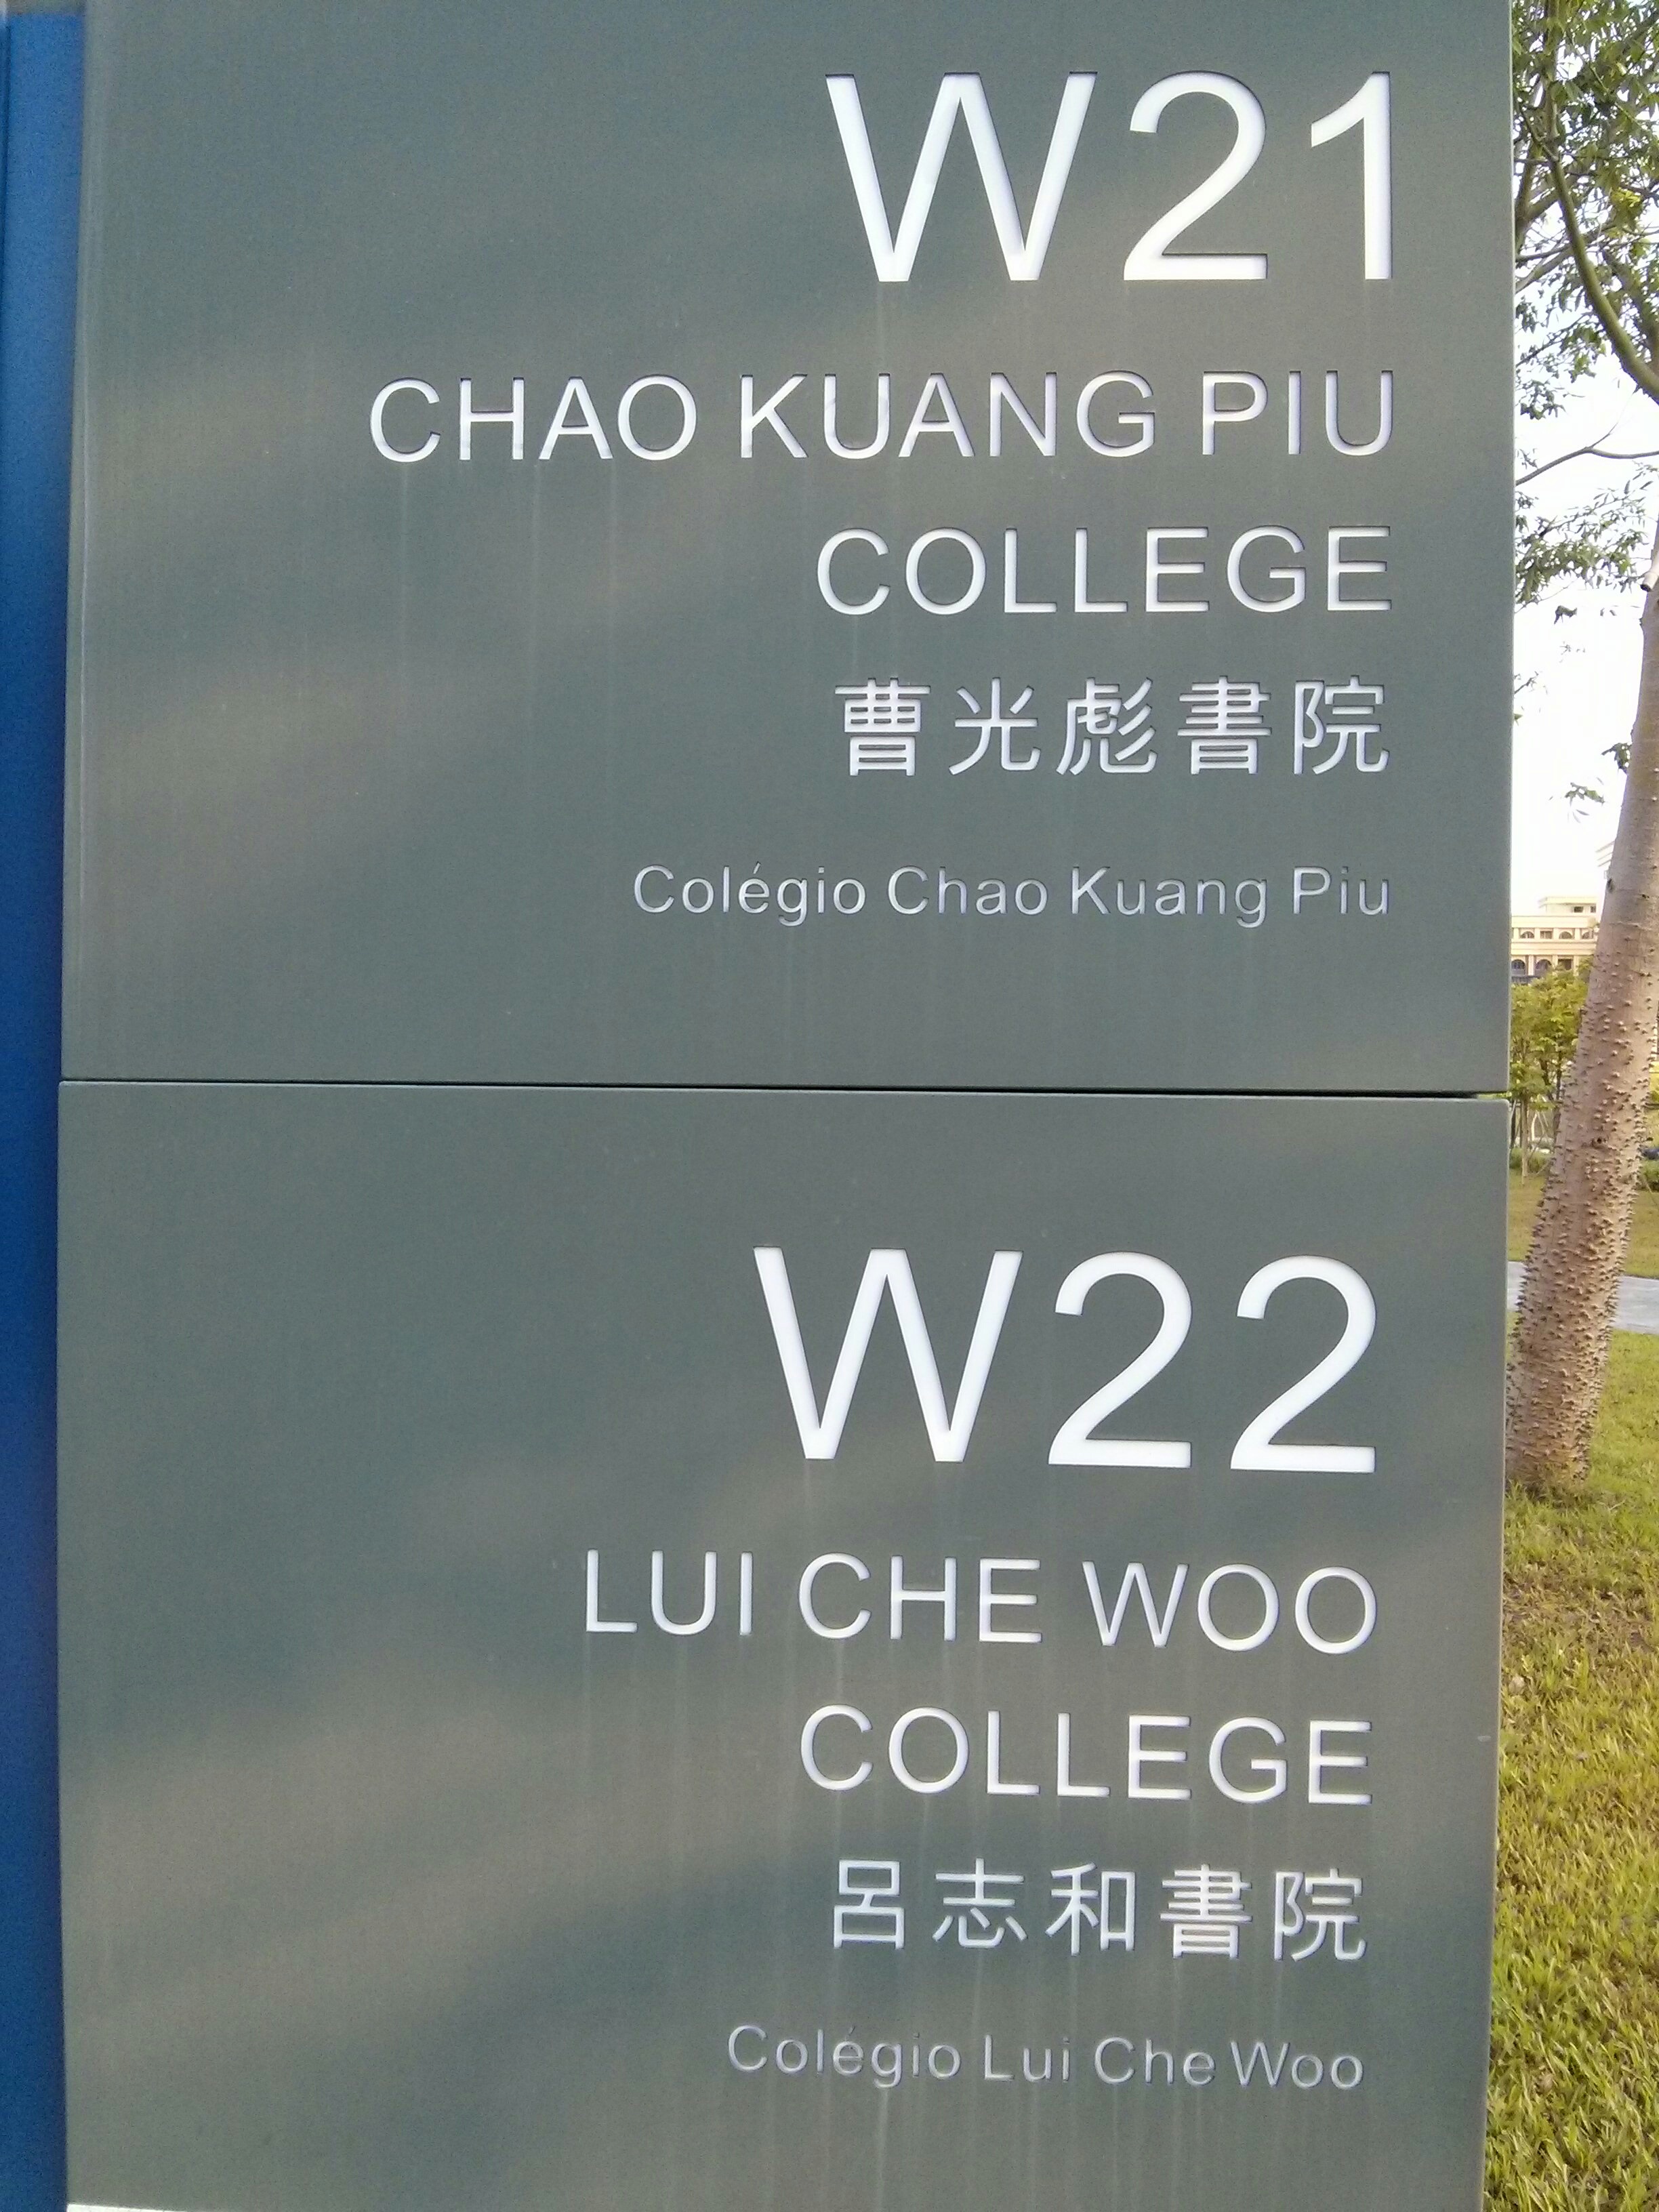 W21
CHAO KUANG PIU
COLLEGE
曹光彪書院
Colégio Chao Kuang Piu
W22
LUI CHE WOO
COLLEGE
呂志和書院
Colégio Lui Che Woo